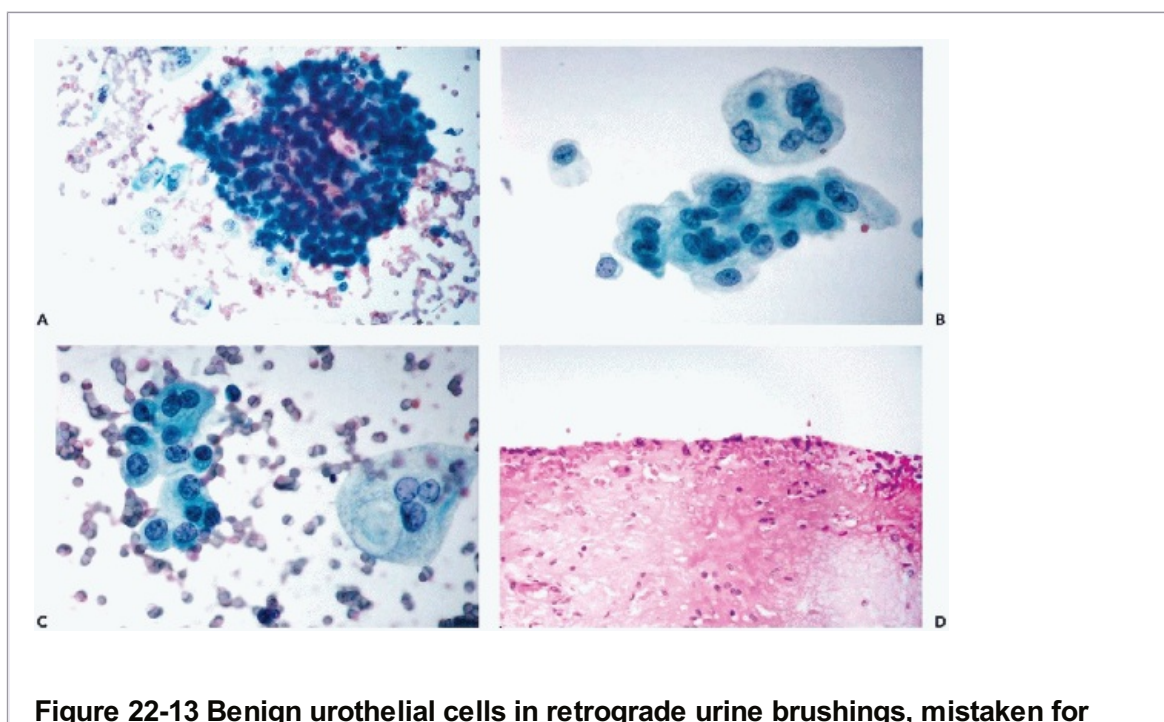 A
B
C
D
Figure 22-13 Benign urothelial cells in retrograde urine brushings, mistaken for